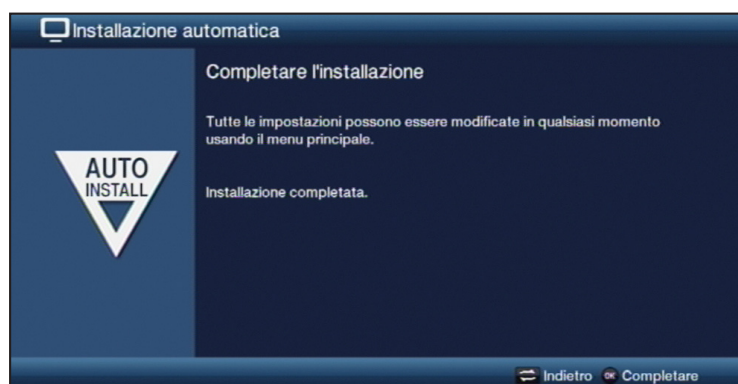 Installazione automatica
Completare l'installazione
Tutte le impostazioni possono essere modificate in qualsiasi momento
usando il menu principale.
AUTO
INSTALL
Installazione completata.
Indietro OK Completare